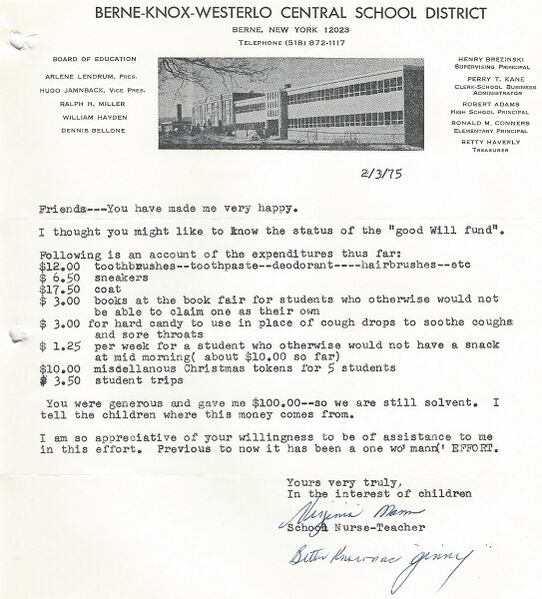 BERNE-KNOX-WESTERLO CENTRAL SCHOOL DISTRICT
BERNE, NEW YORK 12023
TELEPHONE (518) 872-1117
BOARD OF EDUCATION
ARLENE LENDRUM, PRES.
HUGO JAMNBACK, VICE PRES.
RALPH H. MILLER
WILLIAM HAYDEN
DENNIS BELLONE
HENRY BREZINSKI
SUPERVISING PRINCIPAL
PERRY T. KANE
CLERK-SCHOOL BUSINESS
ADMINISTRATOR
ROBERT ADAMS
HIGH SCHOOL PRINCIPAL
RONALD M. CONNERS
ELEMENTARY PRINCIPAL
BETTY HAVERLY
TREASURER
2/3/75
Friends---You have made me very happy.
I thought you might like to know the status of the "good Will fund".
Following is an account of the expenditures thus far:
$12.00 toothbrushes--toothpaste--deodorant----hairbrushes--etc
$ 6.50 sneakers
$17.50 coat
$ 3.00 books at the book fair for students who otherwise would not
be able to claim one as their own
$ 3.00 for hard candy to use in place of cough drops to soothe coughs
and sore throats
$ 1.25 per week for a student who otherwise would not have a snack
at mid morning( about $10.00 so far)
$10.00 misdellanous Christmas tokens for 5 students
$ 3.50 student trips
You were generous and gave me $100.00--so we are still solvent. I
tell the children where this money comes from.
I am so appreciative of your willingness to be of assistance to me
in this effort. Previous to now it has been a one wo'mann(' EFFORT.
Yours very truly,
In the interest of children
Virginia Mann
School Nurse-Teacher
"Ginny"